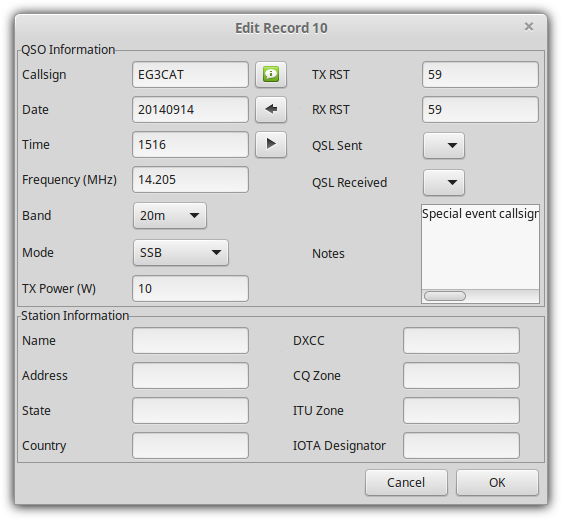 Edit Record 10
QSO Information
Callsign EG3CAT TX RST 59
Date 20140914 RX RST 59
Time 1516 QSL Sent
Frequency (MHz) 14.205 QSL Received
Band 20m
Mode SSB Notes Special event callsign
TX Power (W) 10
Station Information
Name DXCC
Address CQ Zone
State ITU Zone
Country IOTA Designator
Cancel OK